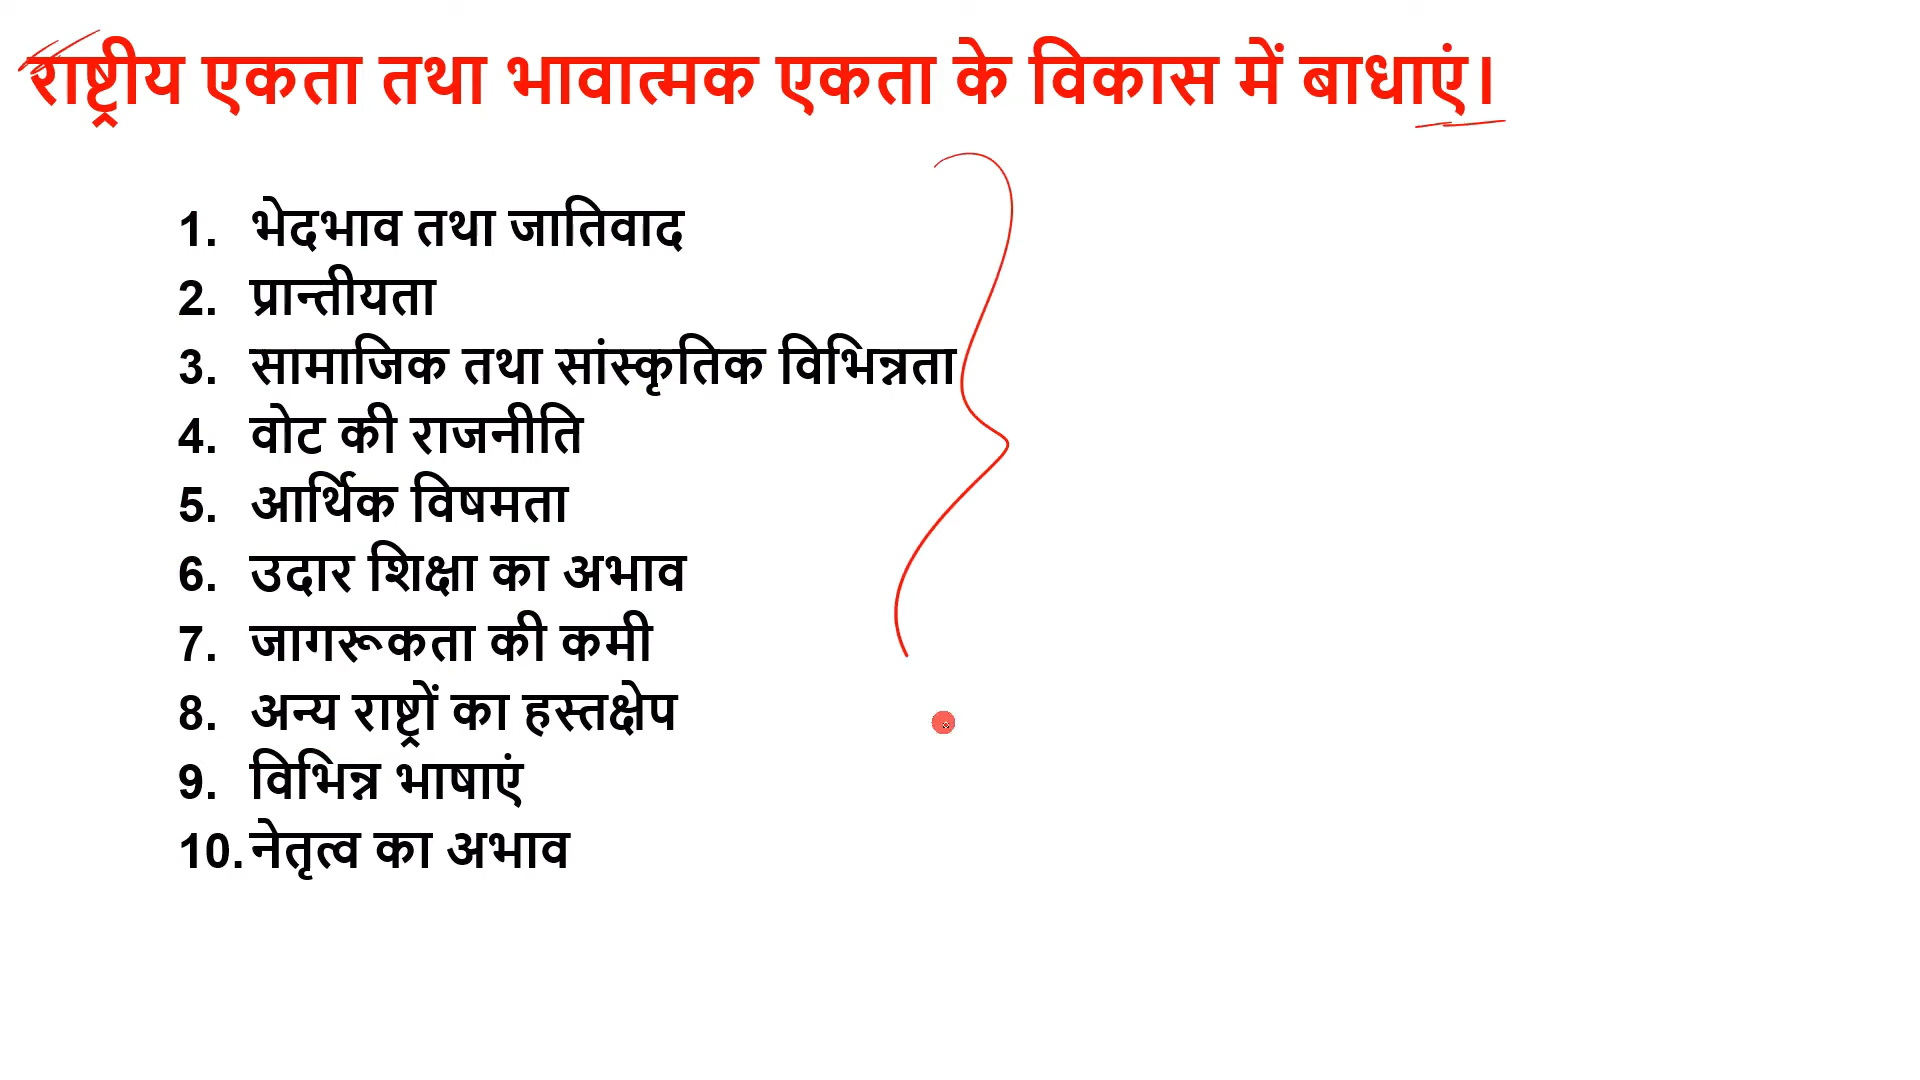 राष्ट्रीय एकता तथा भावात्मक एकता के विकास में बाधाएं।
1. भेदभाव तथा जातिवाद
2. प्रान्तीयता
3. सामाजिक तथा सांस्कृतिक विभिन्नता
4. वोट की राजनीति
5. आर्थिक विषमता
6. उदार शिक्षा का अभाव
7. जागरूकता की कमी
8. अन्य राष्ट्रों का हस्तक्षेप
9. विभिन्न भाषाएं
10. नेतृत्व का अभाव